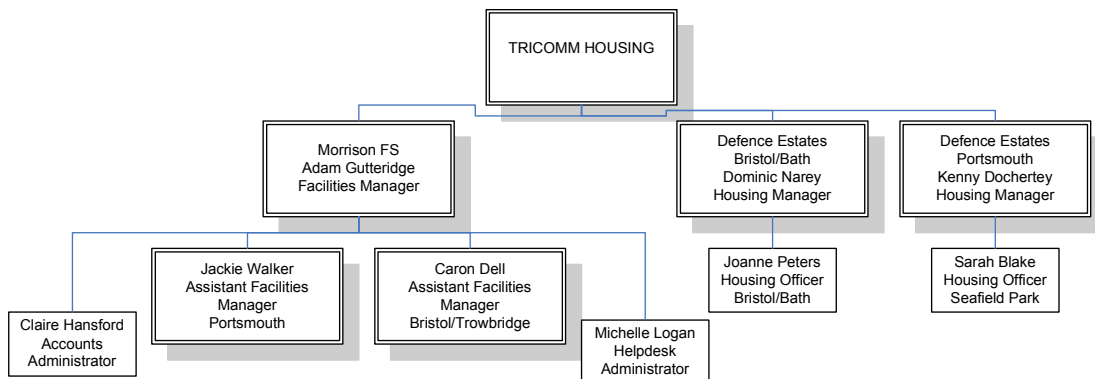 TRICOMM HOUSING
Morrison FS
Adam Gutteridge
Facilities Manager
Defence Estates
Bristol/Bath
Dominic Narey
Housing Manager
Defence Estates
Portsmouth
Kenny Dochertey
Housing Manager
Claire Hansford
Accounts
Administrator
Jackie Walker
Assistant Facilities
Manager
Portsmouth
Caron Dell
Assistant Facilities
Manager
Bristol/Trowbridge
Michelle Logan
Helpdesk
Administrator
Joanne Peters
Housing Officer
Bristol/Bath
Sarah Blake
Housing Officer
Seafield Park